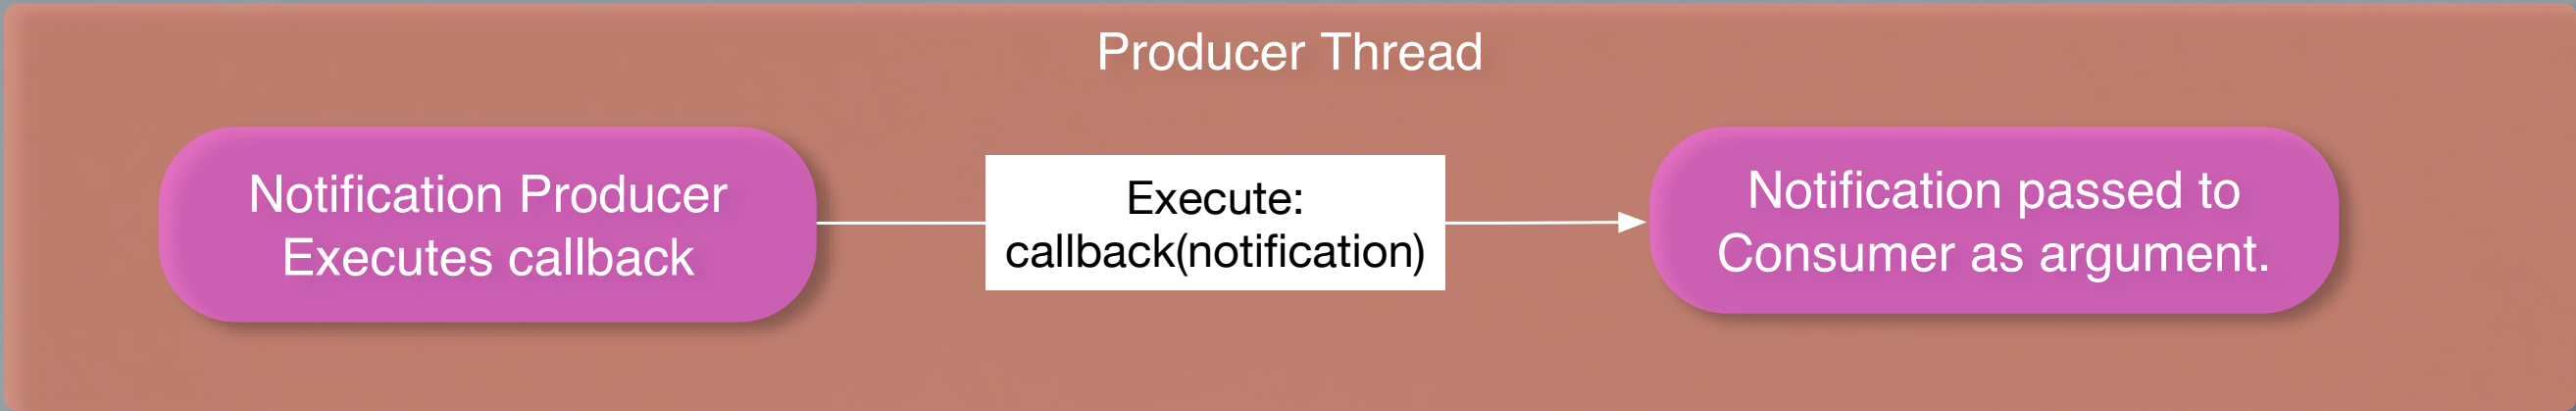 Producer Thread
Notification Producer
Executes callback
Execute:
callback(notification)
Notification passed to
Consumer as argument.